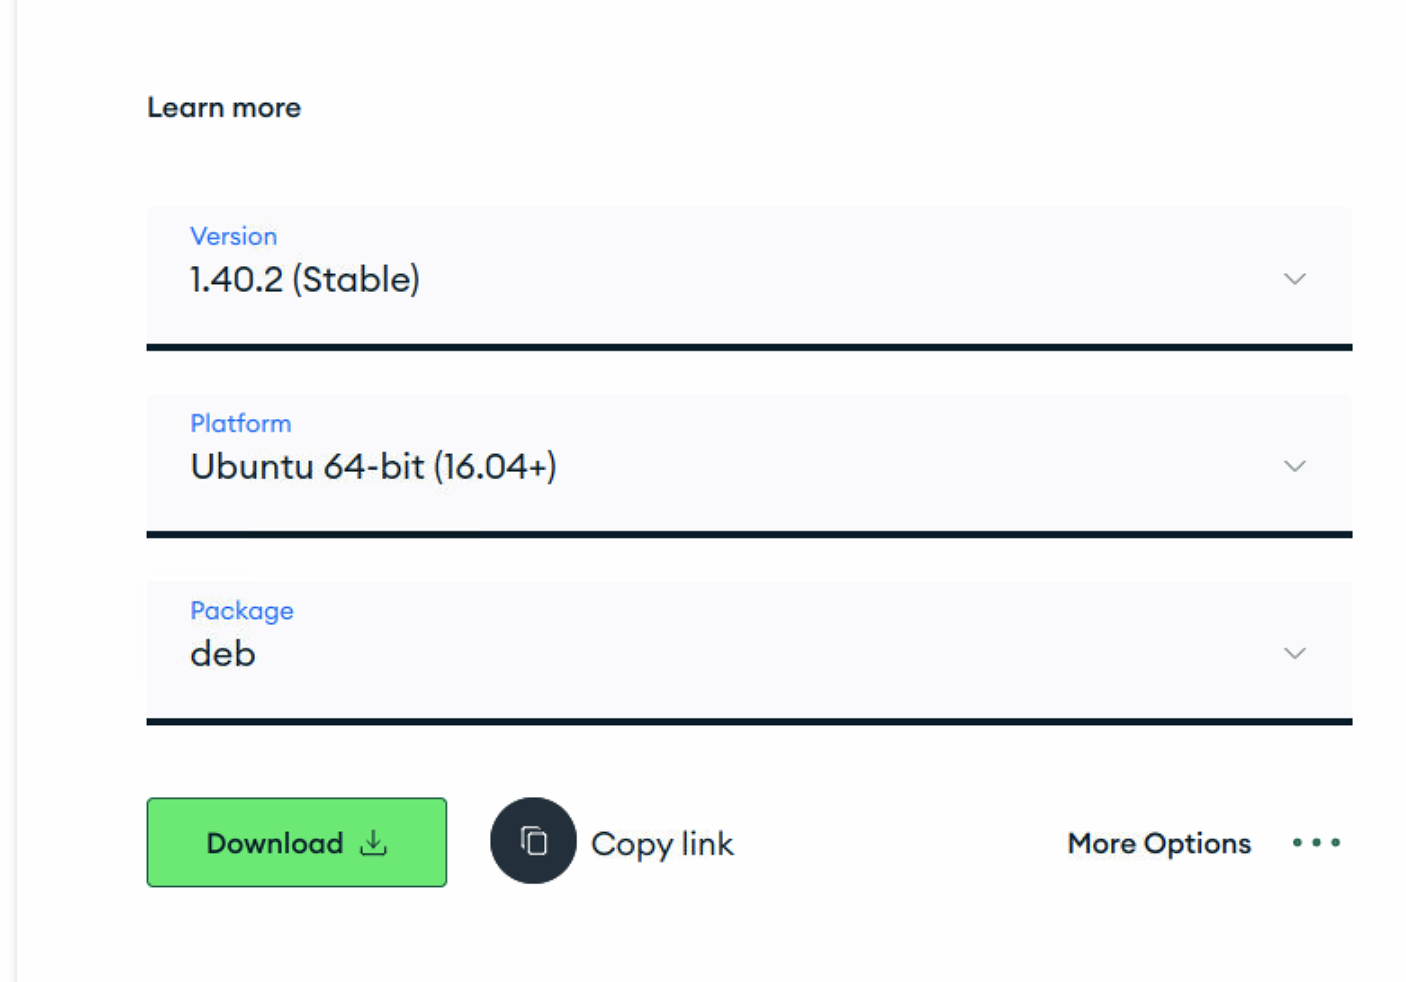 Learn more
Version
1.40.2 (Stable)
Platform
Ubuntu 64-bit (16.04+)
Package
deb
Download
Copy link
More Options